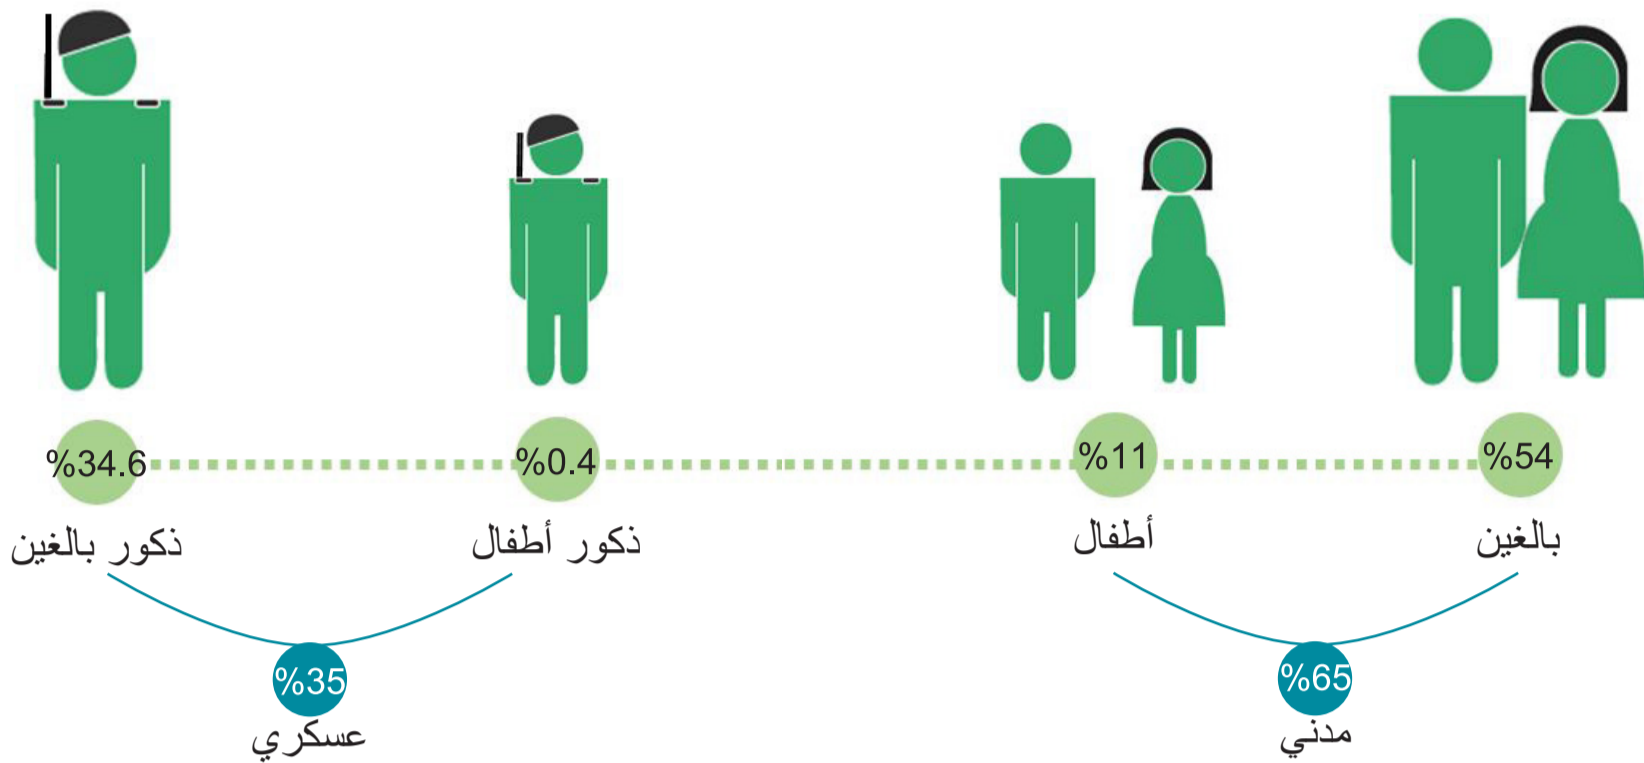 %54
%11
%0.4
%34.6
بالغين
أطفال
ذكور أطفال
ذكور بالغين
%65
%35
مدني
عسكري